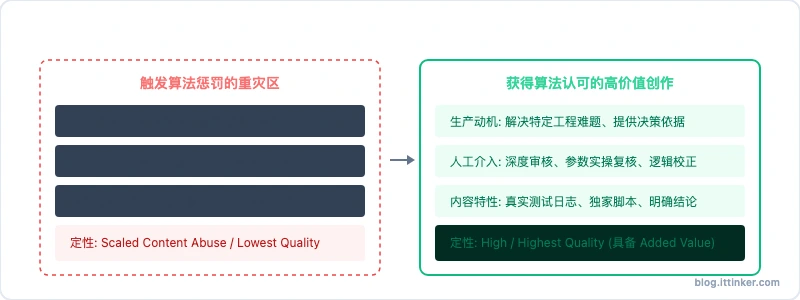 触发算法惩罚的重灾区
定性: Scaled Content Abuse / Lowest Quality
获得算法认可的高价值创作
生产动机: 解决特定工程难题、提供决策依据
人工介入: 深度审核、参数实操复核、逻辑校正
内容特性: 真实测试日志、独家脚本、明确结论
定性: High / Highest Quality (具备 Added Value)
blog.ittinker.com